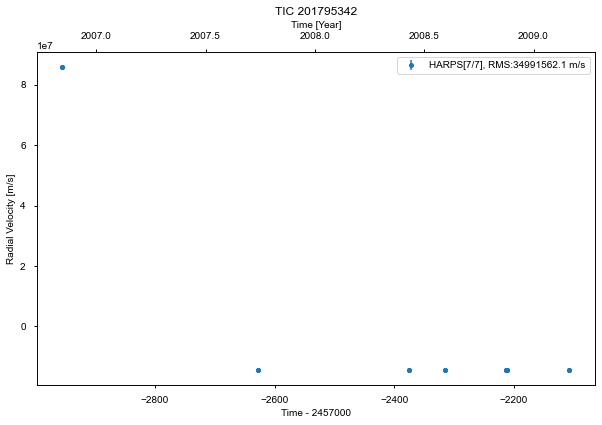 TIC 201795342
Time [Year]
2007.0 2007.5 2008.0 2008.5 2009.0
1e7
HARPS[7/7], RMS:34991562.1 m/s
8
6
4
2
0
Radial Velocity [m/s]
−2800 −2600 −2400 −2200
Time - 2457000